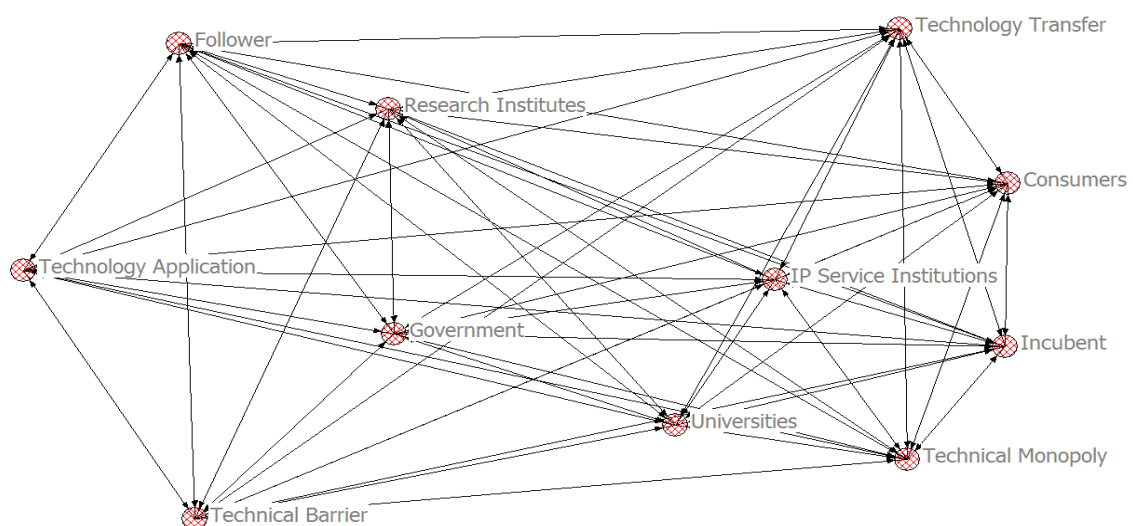 Technology Transfer
Follower
Research Institutes
Consumers
Technology Application
IP Service Institutions
Government
Incubent
Universities
Technical Monopoly
Technical Barrier